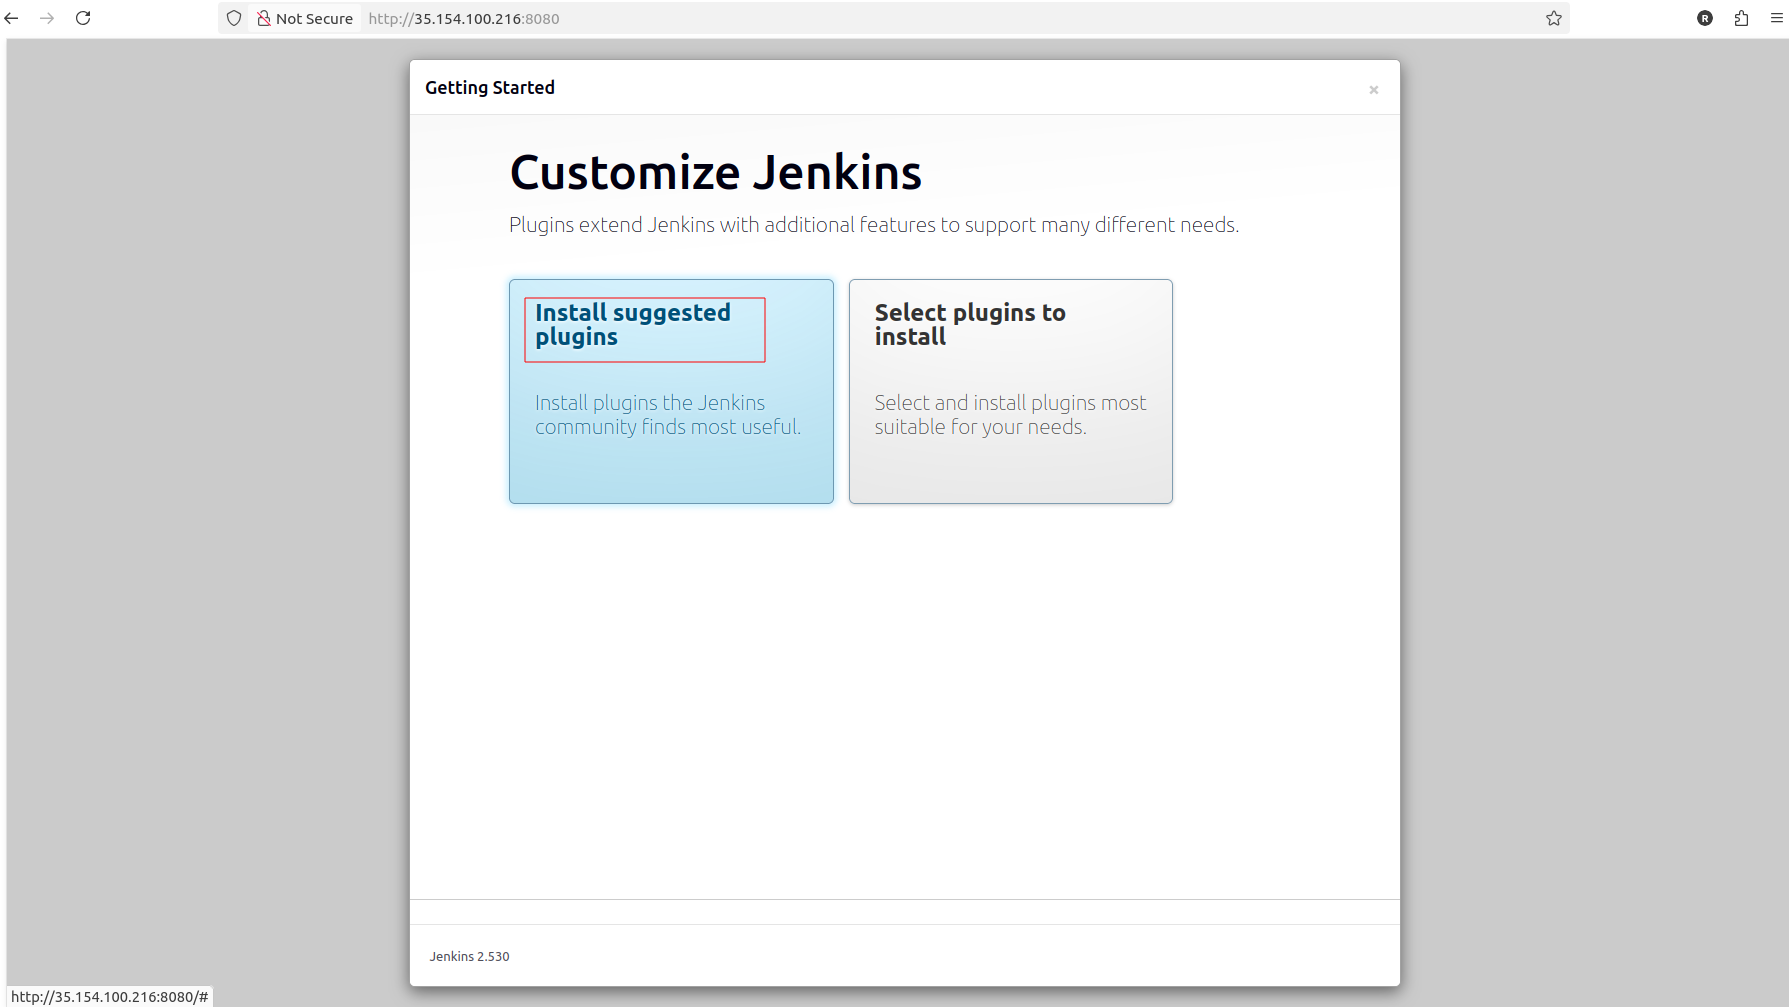 Not Secure http://35.154.100.216:8080
R
Getting Started
×
Customize Jenkins
Plugins extend Jenkins with additional features to support many different needs.
Install suggested
plugins
Install plugins the Jenkins
community finds most useful.
Select plugins to
install
Select and install plugins most
suitable for your needs.
Jenkins 2.530
http://35.154.100.216:8080/#